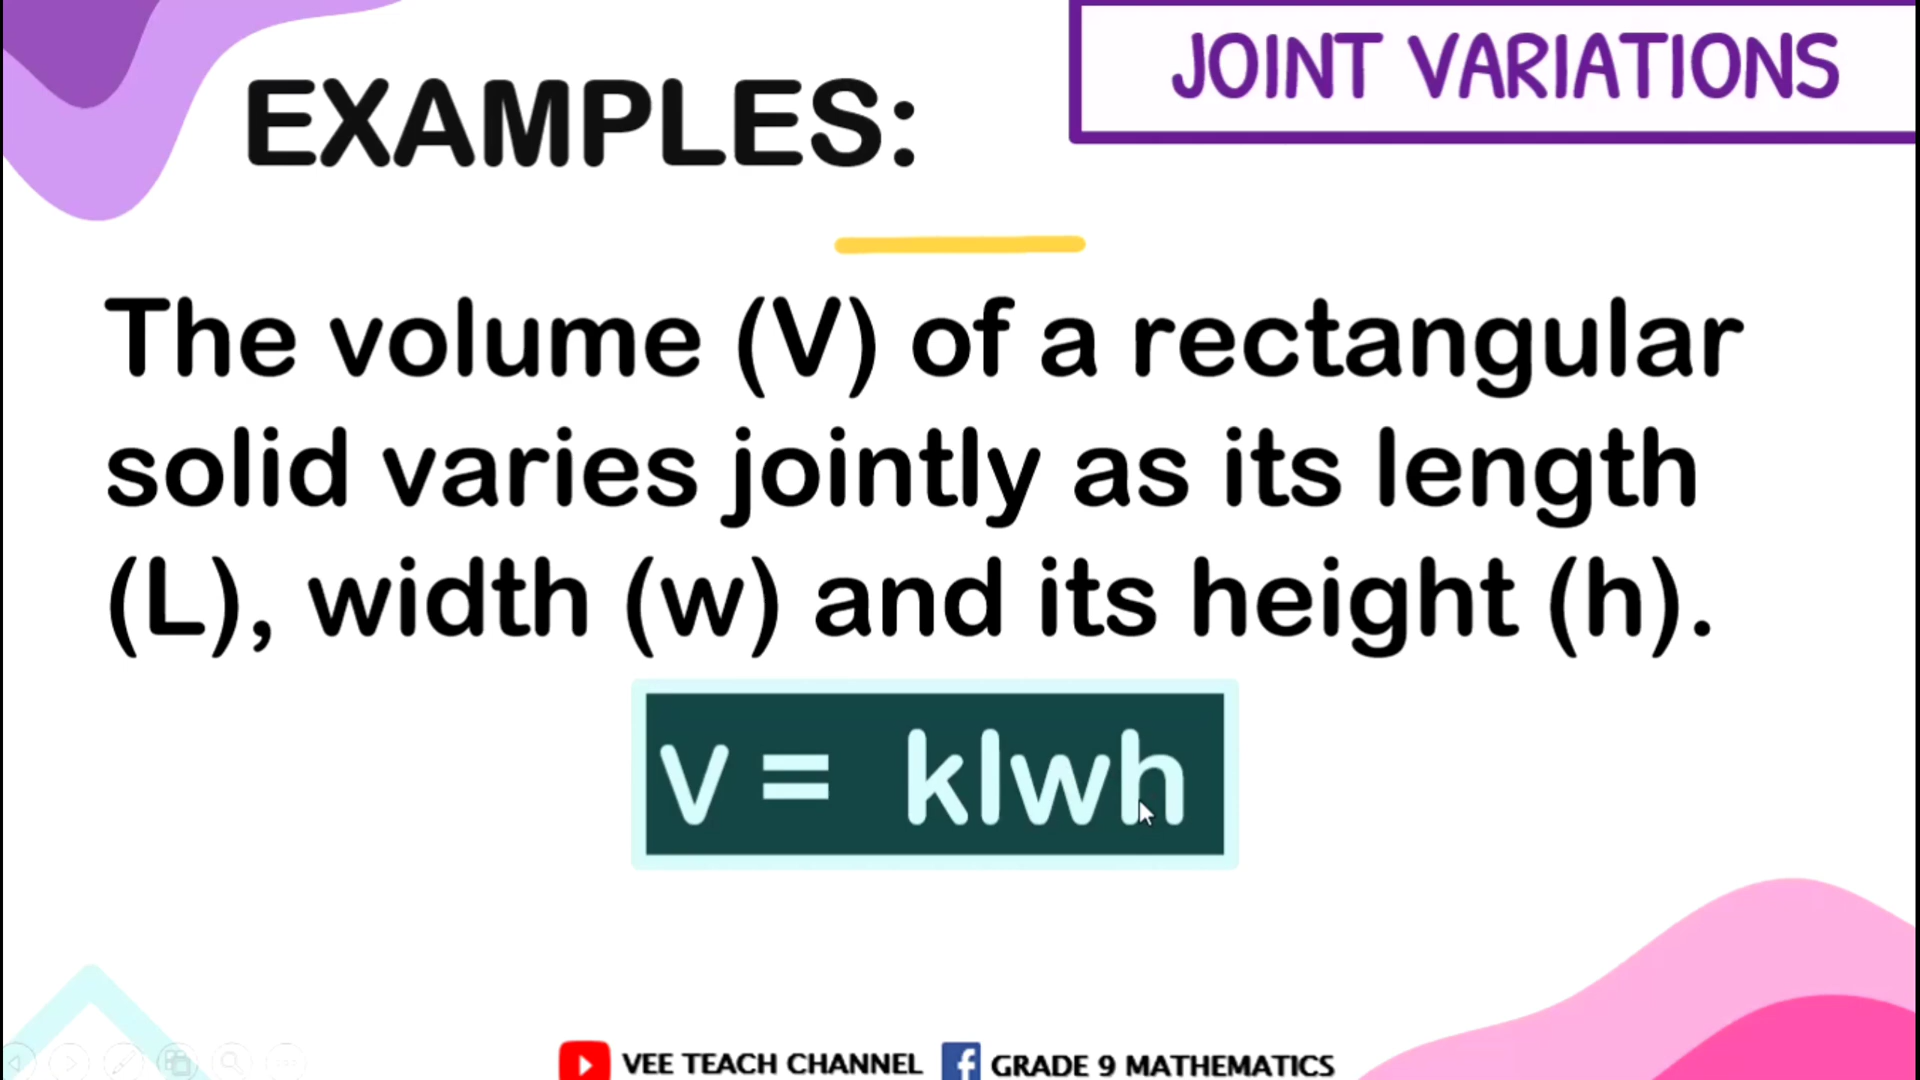 JOINT VARIATIONS
EXAMPLES:
The volume (V) of a rectangular
solid varies jointly as its length
(L), width (w) and its height (h).
V = klwh
VEE TEACH CHANNEL
GRADE 9 MATHEMATICS